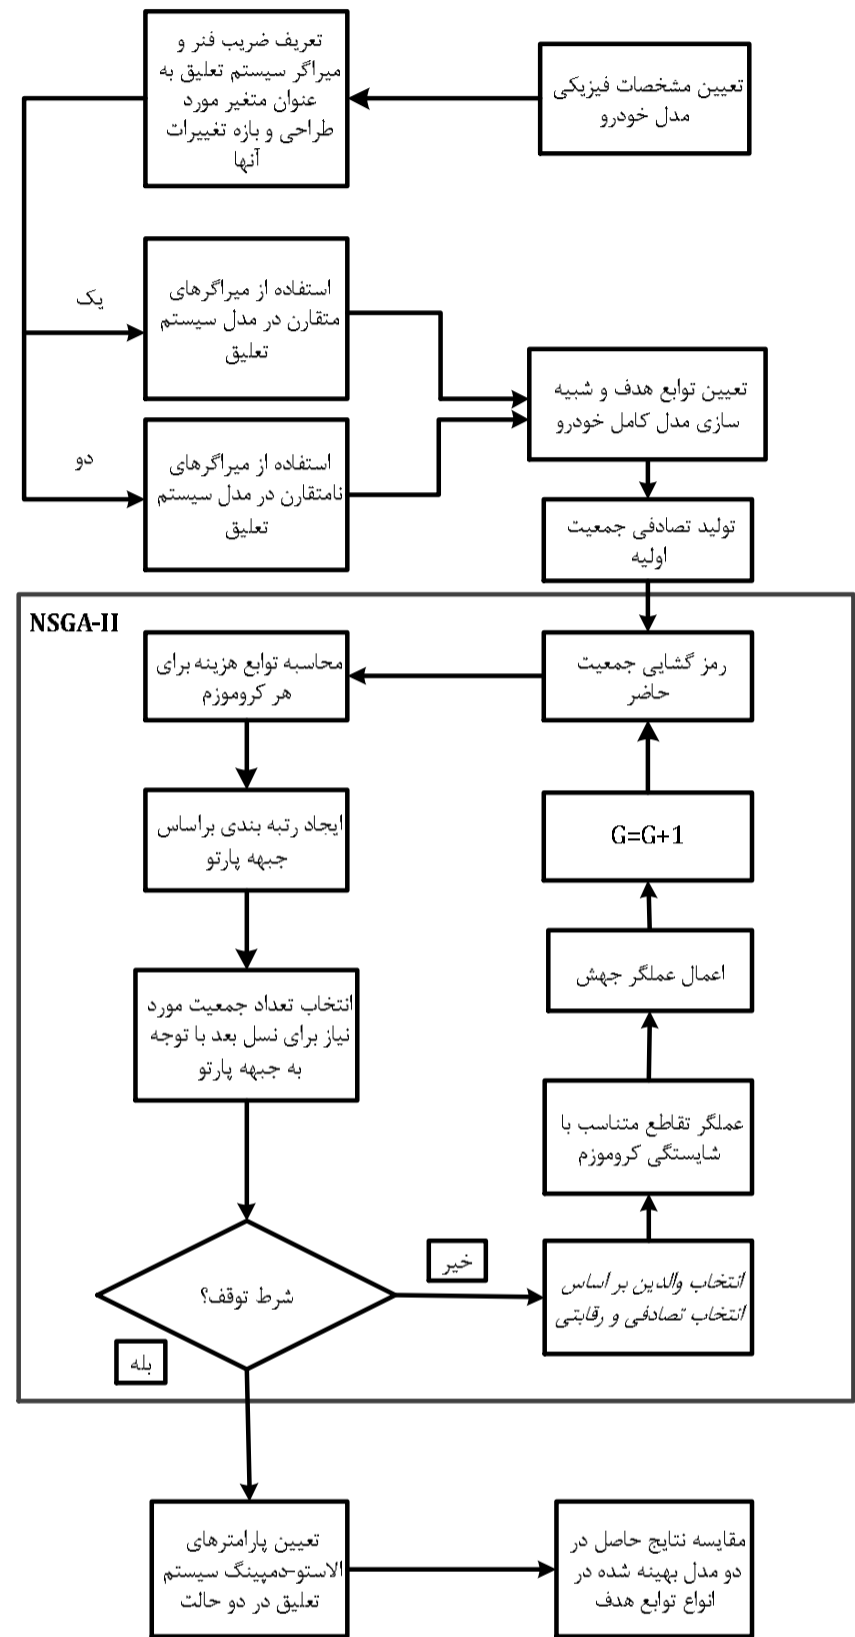 تعیین مشخصات فیزیکی
مدل خودرو
تعریف ضریب فنر و
میراگر سیستم تعلیق به
عنوان متغیر مورد
طراحی و بازه تغییرات
آنها
یک
استفاده از میراگرهای
متقارن در مدل سیستم
تعلیق
دو
استفاده از میراگرهای
نامتقارن در مدل سیستم
تعلیق
تعیین توابع هدف و شبیه
سازی مدل کامل خودرو
تولید تصادفی جمعیت
اولیه
NSGA-II
رمز گشایی جمعیت
حاضر
محاسبه توابع هزینه برای
هر کروموزم
ایجاد رتبه بندی براساس
جبهه پارتو
انتخاب تعداد جمعیت مورد
نیاز برای نسل بعد با توجه
به جبهه پارتو
شرط توقف؟
خیر
بله
انتخاب والدین بر اساس
انتخاب تصادفی و رقابتی
عملگر تقاطع متناسب با
شایستگی کروموزم
اعمال عملگر جهش
G=G+1
تعیین پارامترهای
الاستو-دمپینگ سیستم
تعلیق در دو حالت
مقایسه نتایج حاصل در
دو مدل بهینه شده در
انواع توابع هدف